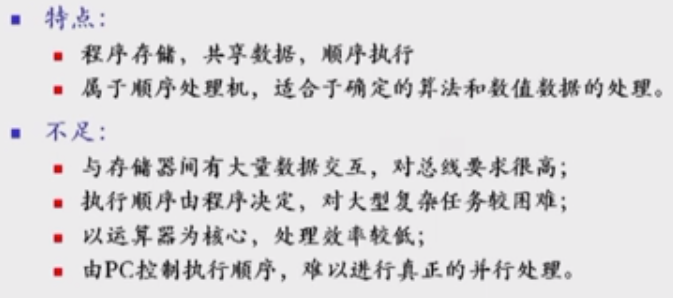 特点：
程序存储，共享数据，顺序执行
属于顺序处理机，适合于确定的算法和数值数据的处理。
不足：
与存储器间有大量数据交互，对总线要求很高；
执行顺序由程序决定，对大型复杂任务较困难；
以运算器为核心，处理效率较低；
由PC控制执行顺序，难以进行真正的并行处理。